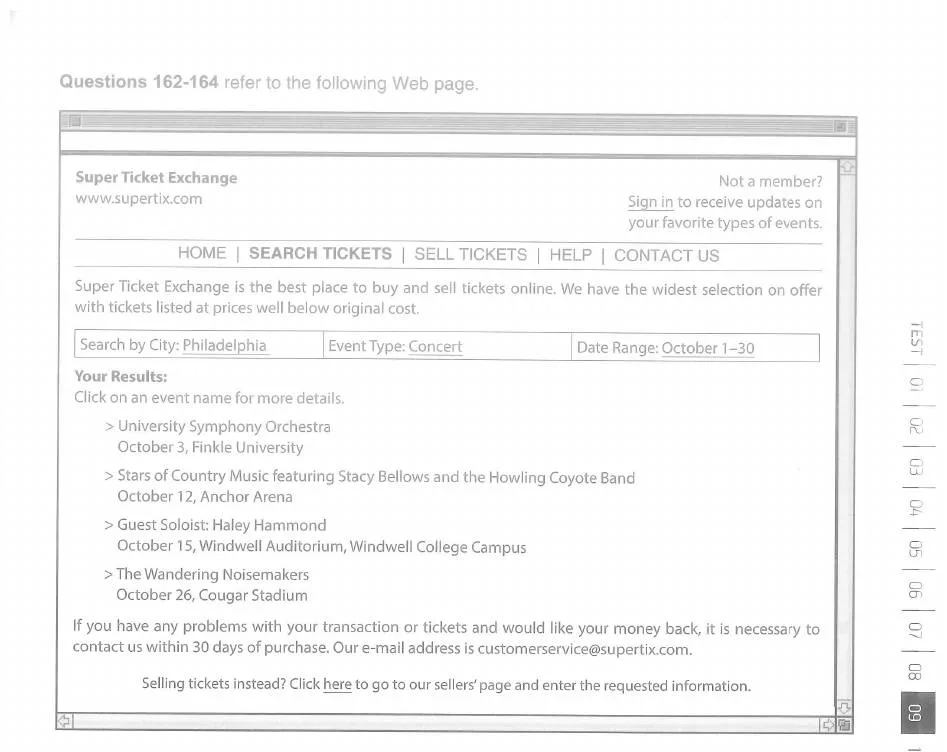 Questions 162-164 refer to the following Web page.
Super Ticket Exchange
www.supertix.com
Not a member?
Sign in to receive updates on
your favorite types of events.
HOME | SEARCH TICKETS | SELL TICKETS | HELP | CONTACT US
Super Ticket Exchange is the best place to buy and sell tickets online. We have the widest selection on offer
with tickets listed at prices well below original cost.
Search by City: Philadelphia Event Type: Concert Date Range: October 1–30
Your Results:
Click on an event name for more details.
> University Symphony Orchestra
October 3, Finkle University
> Stars of Country Music featuring Stacy Bellows and the Howling Coyote Band
October 12, Anchor Arena
> Guest Soloist: Haley Hammond
October 15, Windwell Auditorium, Windwell College Campus
> The Wandering Noisemakers
October 26, Cougar Stadium
If you have any problems with your transaction or tickets and would like your money back, it is necessary to
contact us within 30 days of purchase. Our e-mail address is customerservice@supertix.com.
Selling tickets instead? Click here to go to our sellers' page and enter the requested information.
TEST
01
02
03
04
05
06
07
08
09